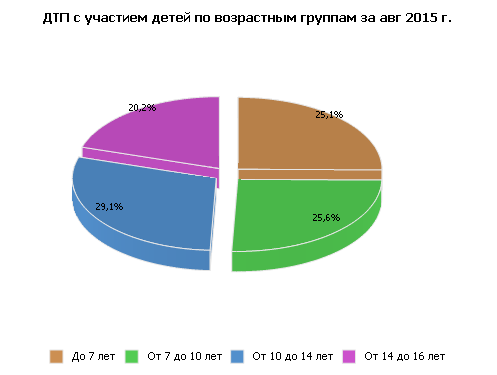 ДТП с участием детей по возрастным группам за авг 2015 г.
20,2%
25,1%
29,1%
25,6%
До 7 лет
От 7 до 10 лет
От 10 до 14 лет
От 14 до 16 лет